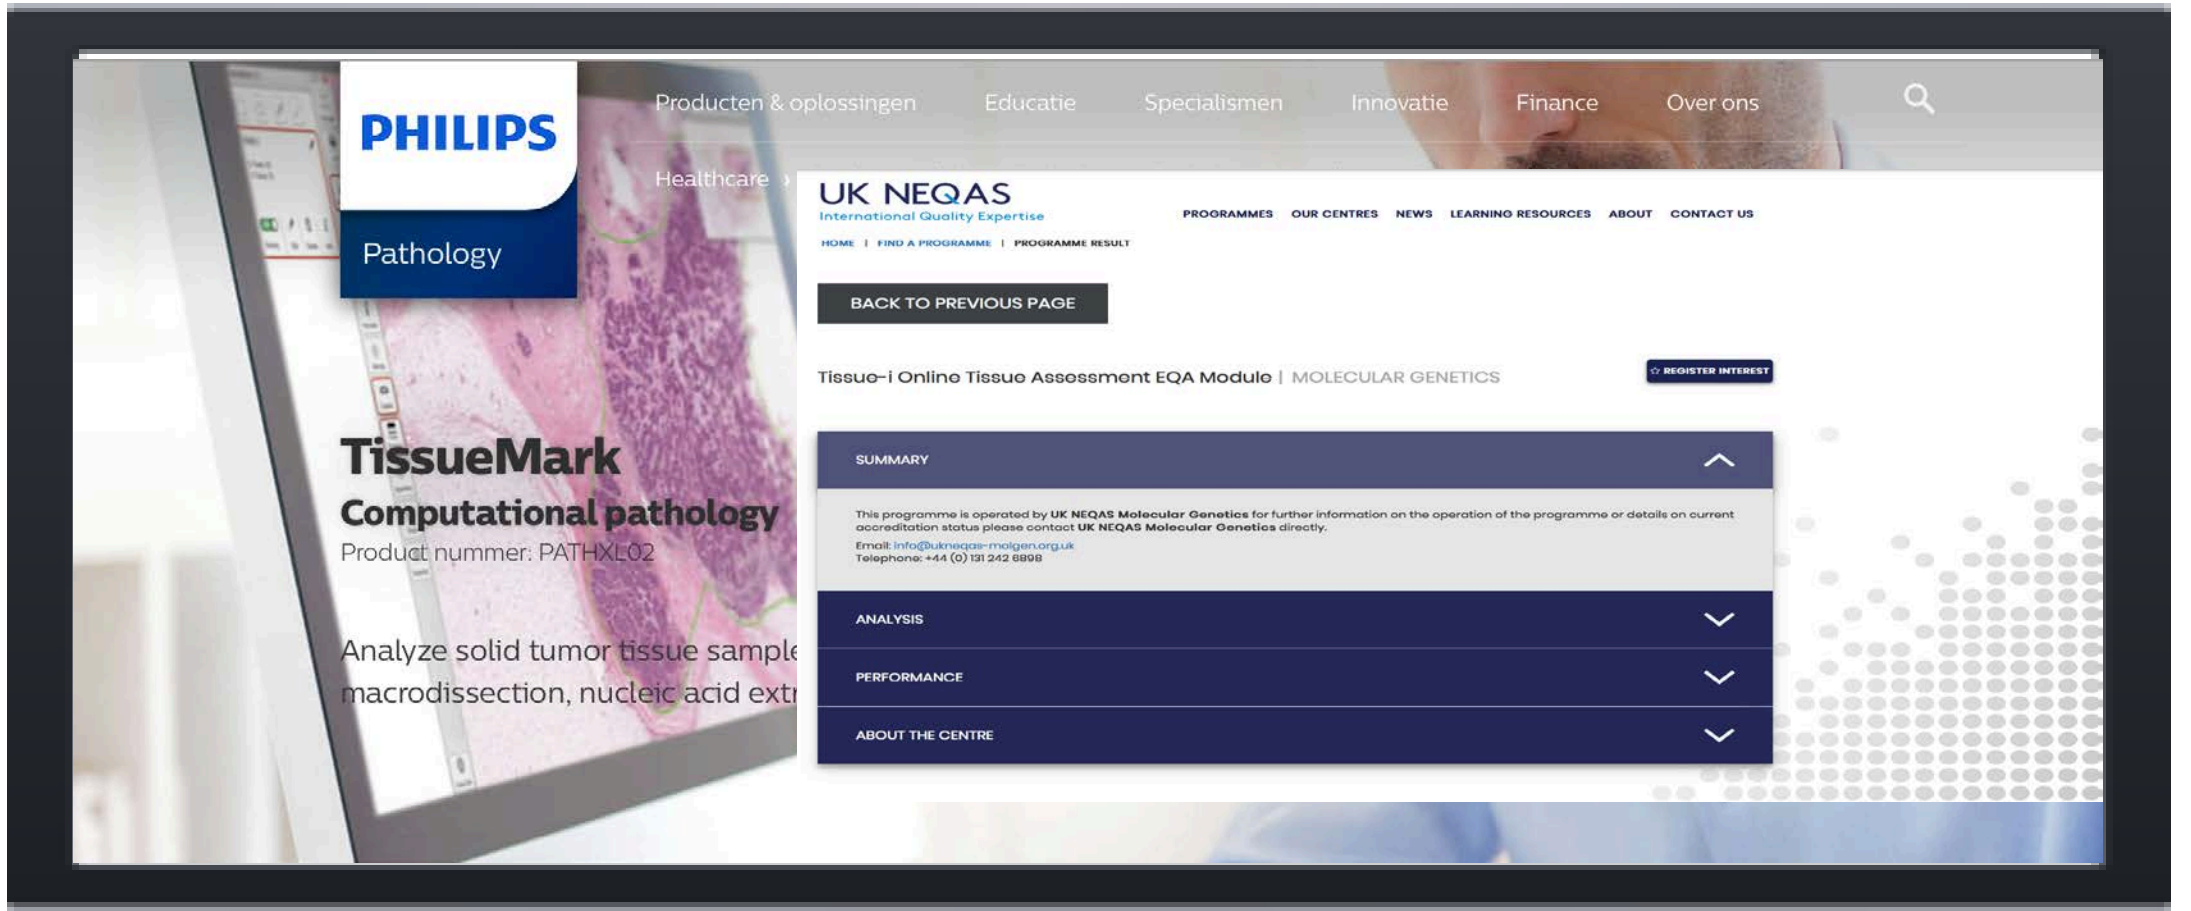 PHILIPS
Pathology
Producten & oplossingen
Educatie
Specialismen
Innovatie
Finance
Over ons
Healthcare ›
TissueMark
Computational pathology
Product nummer: PATHXL02
Analyze solid tumor tissue sample
macrodissection, nucleic acid extr
UK NEQAS
International Quality Expertise
PROGRAMMES OUR CENTRES NEWS LEARNING RESOURCES ABOUT CONTACT US
HOME | FIND A PROGRAMME | PROGRAMME RESULT
BACK TO PREVIOUS PAGE
Tissue-i Online Tissue Assessment EQA Module | MOLECULAR GENETICS
☆ REGISTER INTEREST
SUMMARY
This programme is operated by UK NEQAS Molecular Genetics for further information on the operation of the programme or details on current
accreditation status please contact UK NEQAS Molecular Genetics directly.
Email: info@ukneqas-molgen.org.uk
Telephone: +44 (0) 131 242 6898
ANALYSIS
PERFORMANCE
ABOUT THE CENTRE